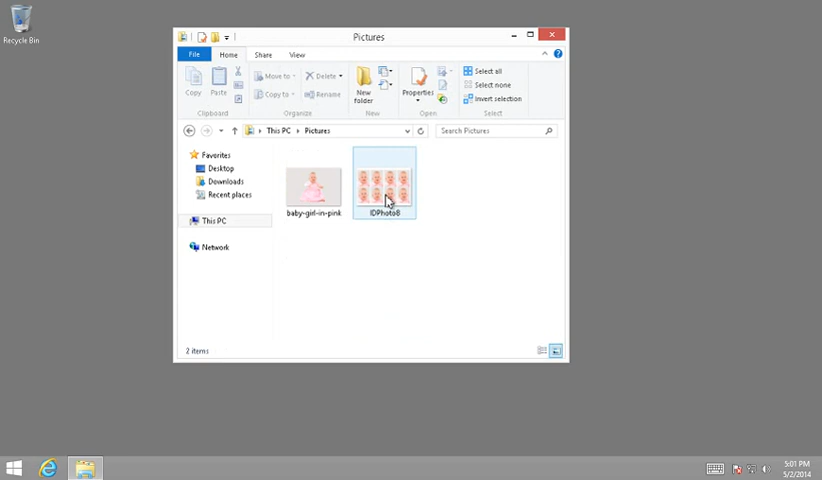 Recycle Bin
Pictures
File Home Share View
Copy Paste Move to Copy to Delete Rename New folder Properties Select all Select none Invert selection
Clipboard Organize New Open Select
This PC Pictures Search Pictures
Favorites
Desktop
Downloads
Recent places
This PC
Network
baby-girl-in-pink IDPhoto8
2 items
5:01 PM
5/2/2014